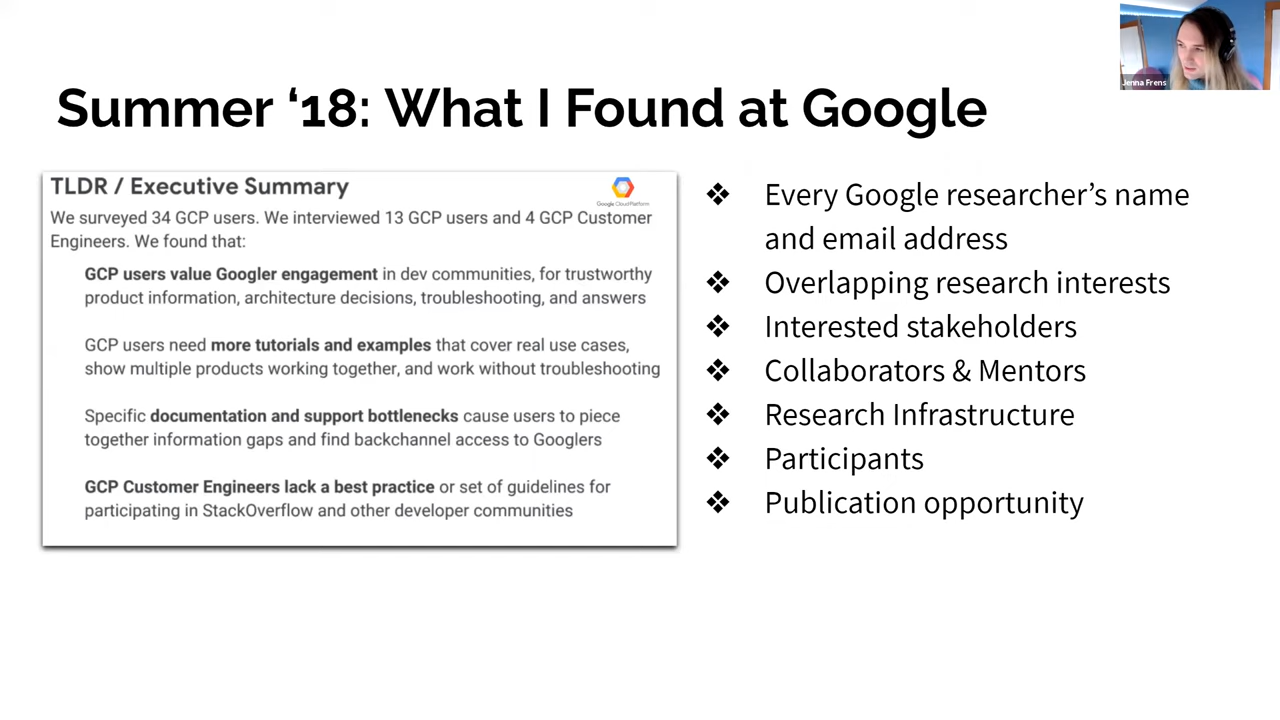 Jenna Frens
Summer ‘18: What I Found at Google
TLDR / Executive Summary
Google Cloud Platform
We surveyed 34 GCP users. We interviewed 13 GCP users and 4 GCP Customer
Engineers. We found that:
GCP users value Googler engagement in dev communities, for trustworthy
product information, architecture decisions, troubleshooting, and answers
GCP users need more tutorials and examples that cover real use cases,
show multiple products working together, and work without troubleshooting
Specific documentation and support bottlenecks cause users to piece
together information gaps and find backchannel access to Googlers
GCP Customer Engineers lack a best practice or set of guidelines for
participating in StackOverflow and other developer communities
❖ Every Google researcher’s name
and email address
❖ Overlapping research interests
❖ Interested stakeholders
❖ Collaborators & Mentors
❖ Research Infrastructure
❖ Participants
❖ Publication opportunity